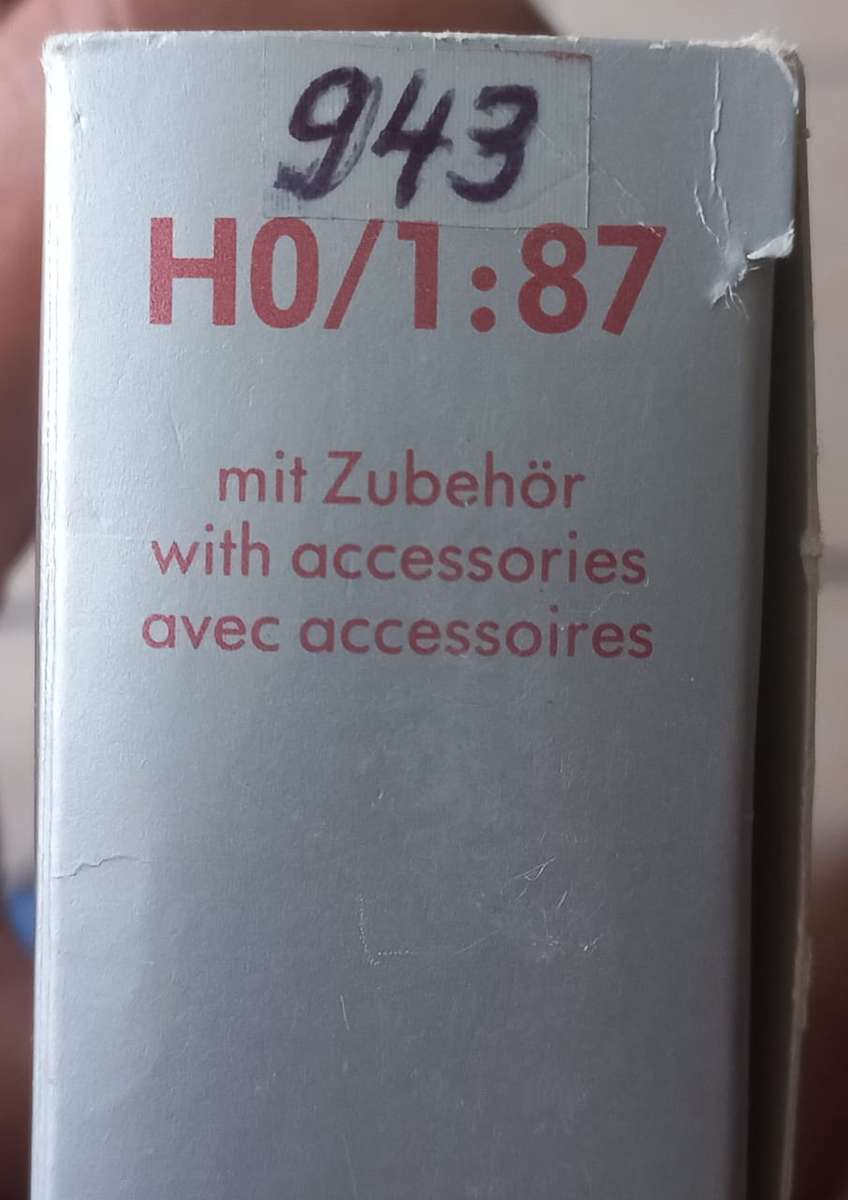 943
H0/1:87
mit Zubehör
with accessories
avec accessoires